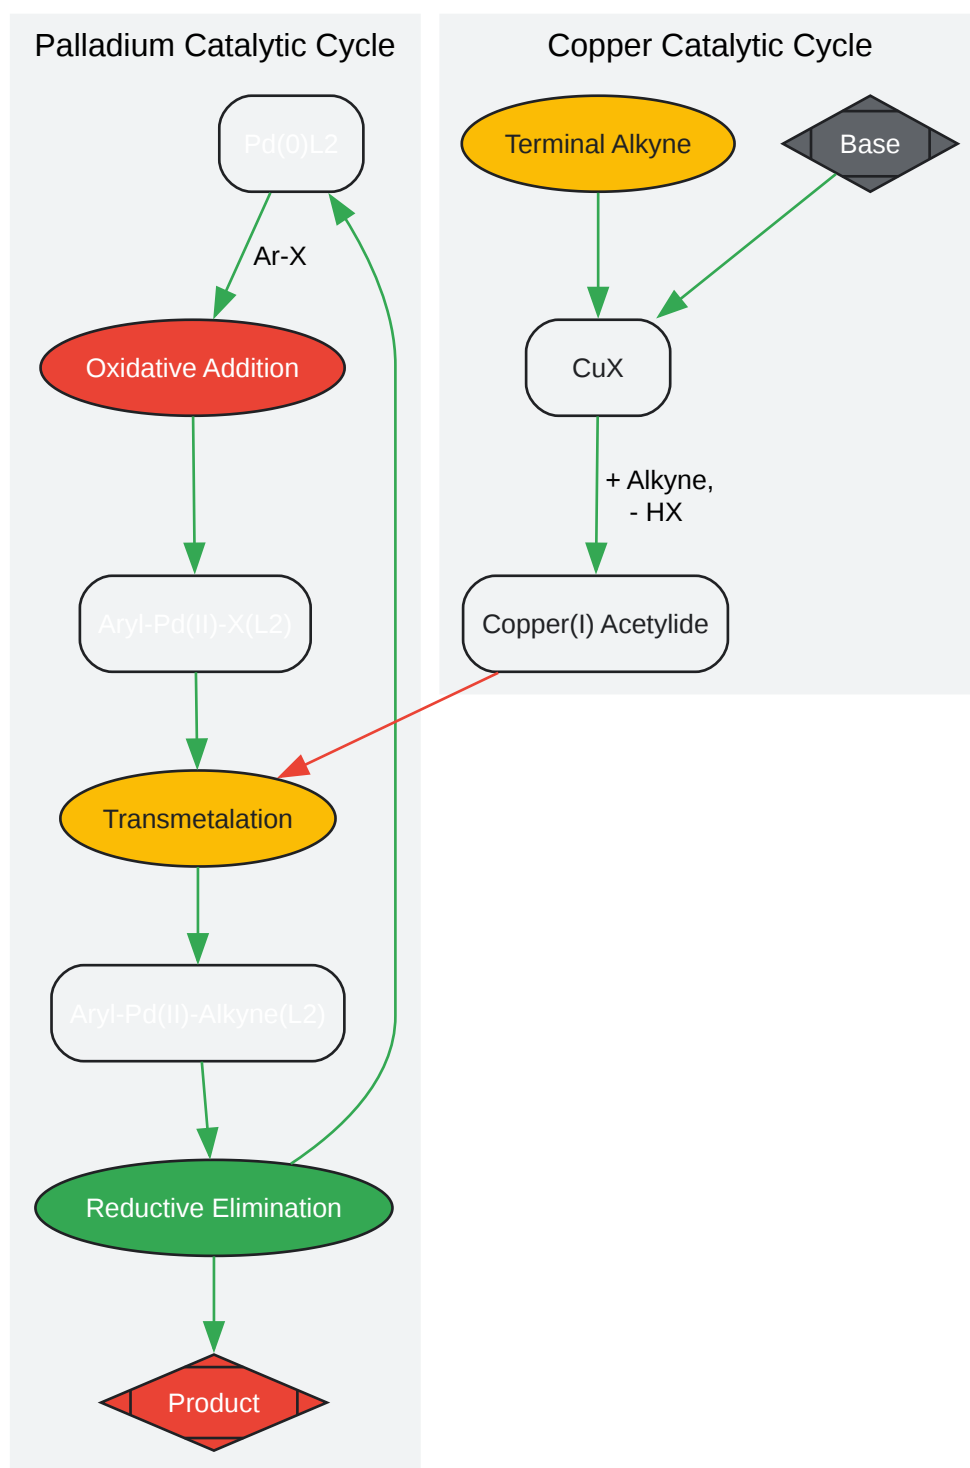 Palladium Catalytic Cycle
Pd(0)L2
Ar-X
Oxidative Addition
Aryl-Pd(II)-X(L2)
Transmetalation
Aryl-Pd(II)-Alkyne(L2)
Reductive Elimination
Product
Copper Catalytic Cycle
Terminal Alkyne
Base
CuX
+ Alkyne,
- HX
Copper(I) Acetylide